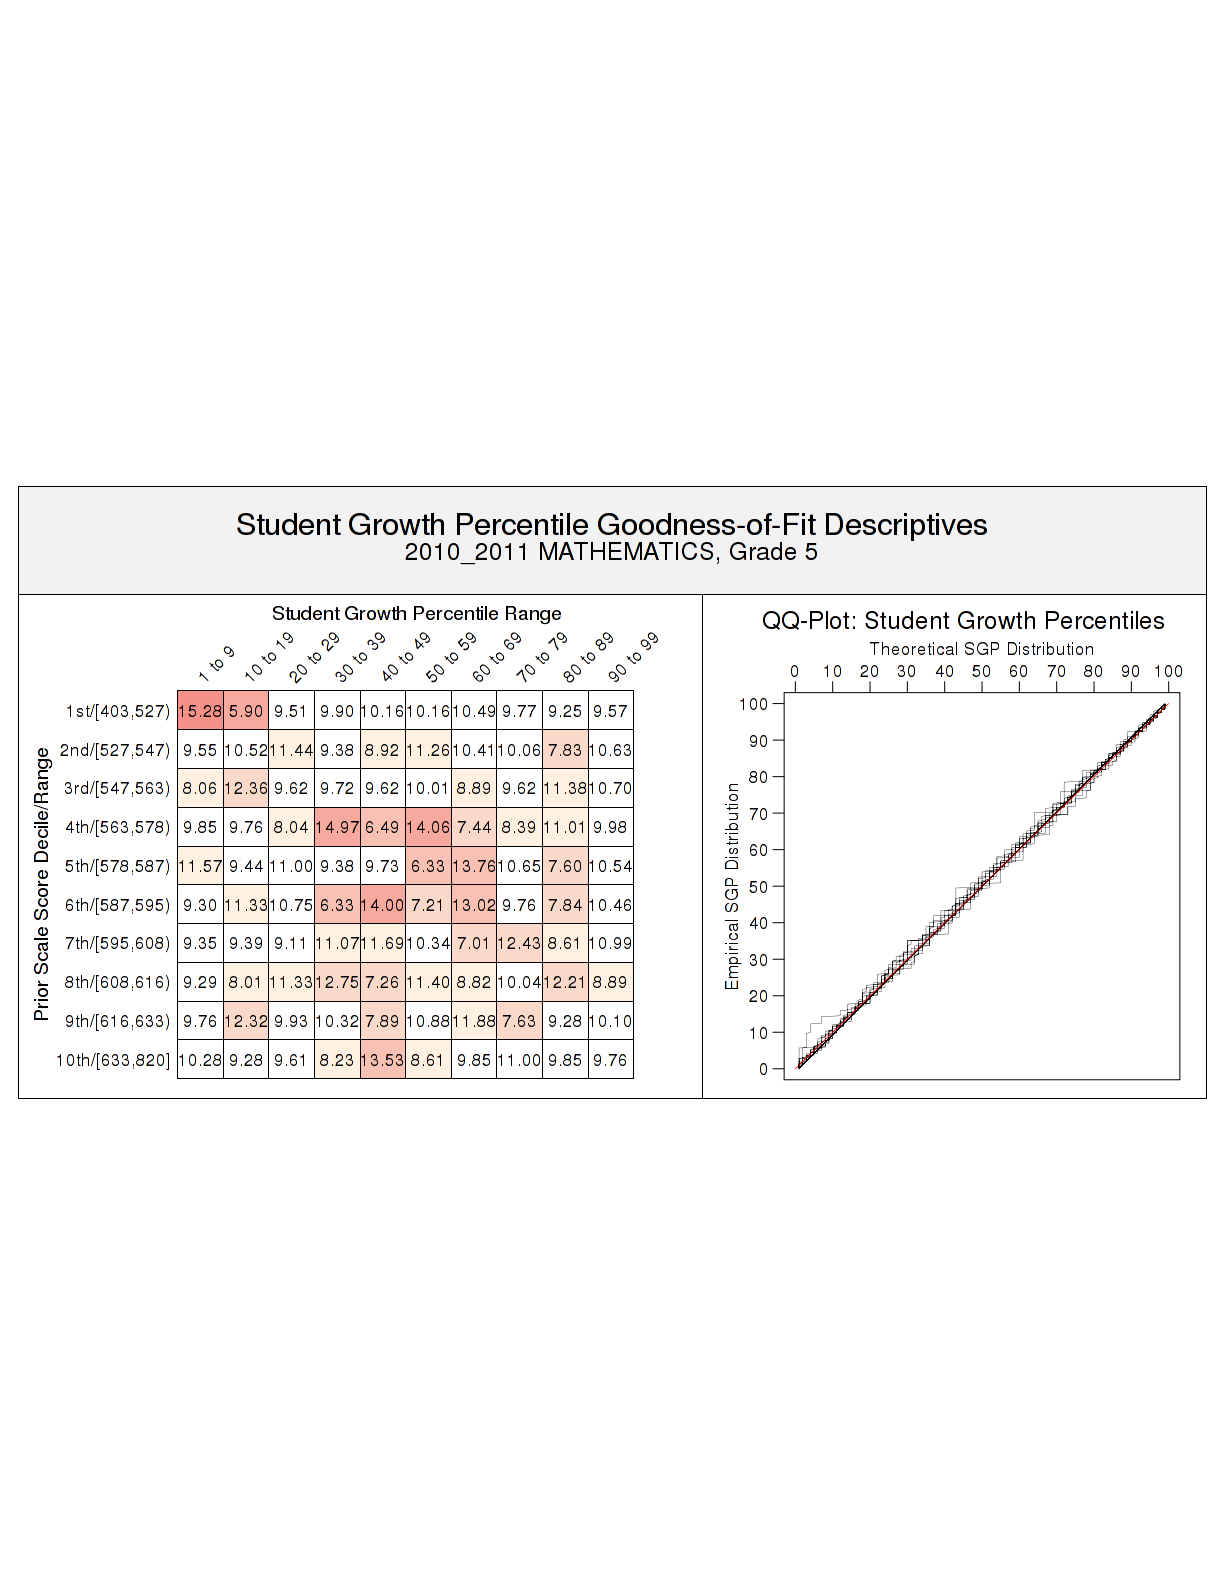 Student Growth Percentile Goodness-of-Fit Descriptives
2010_2011 MATHEMATICS, Grade 5
Student Growth Percentile Range
1 to 9 10 to 19 20 to 29 30 to 39 40 to 49 50 to 59 60 to 69 70 to 79 80 to 89 90 to 99
Prior Scale Score Decile/Range
1st/[403,527) 15.28 5.90 9.51 9.90 10.16 10.16 10.49 9.77 9.25 9.57
2nd/[527,547) 9.55 10.52 11.44 9.38 8.92 11.26 10.41 10.06 7.83 10.63
3rd/[547,563) 8.06 12.36 9.62 9.72 9.62 10.01 8.89 9.62 11.38 10.70
4th/[563,578) 9.85 9.76 8.04 14.97 6.49 14.06 7.44 8.39 11.01 9.98
5th/[578,587) 11.57 9.44 11.00 9.38 9.73 6.33 13.76 10.65 7.60 10.54
6th/[587,595) 9.30 11.33 10.75 6.33 14.00 7.21 13.02 9.76 7.84 10.46
7th/[595,608) 9.35 9.39 9.11 11.07 11.69 10.34 7.01 12.43 8.61 10.99
8th/[608,616) 9.29 8.01 11.33 12.75 7.26 11.40 8.82 10.04 12.21 8.89
9th/[616,633) 9.76 12.32 9.93 10.32 7.89 10.88 11.88 7.63 9.28 10.10
10th/[633,820] 10.28 9.28 9.61 8.23 13.53 8.61 9.85 11.00 9.85 9.76
QQ-Plot: Student Growth Percentiles
Theoretical SGP Distribution
0 10 20 30 40 50 60 70 80 90 100
Empirical SGP Distribution
100
90
80
70
60
50
40
30
20
10
0